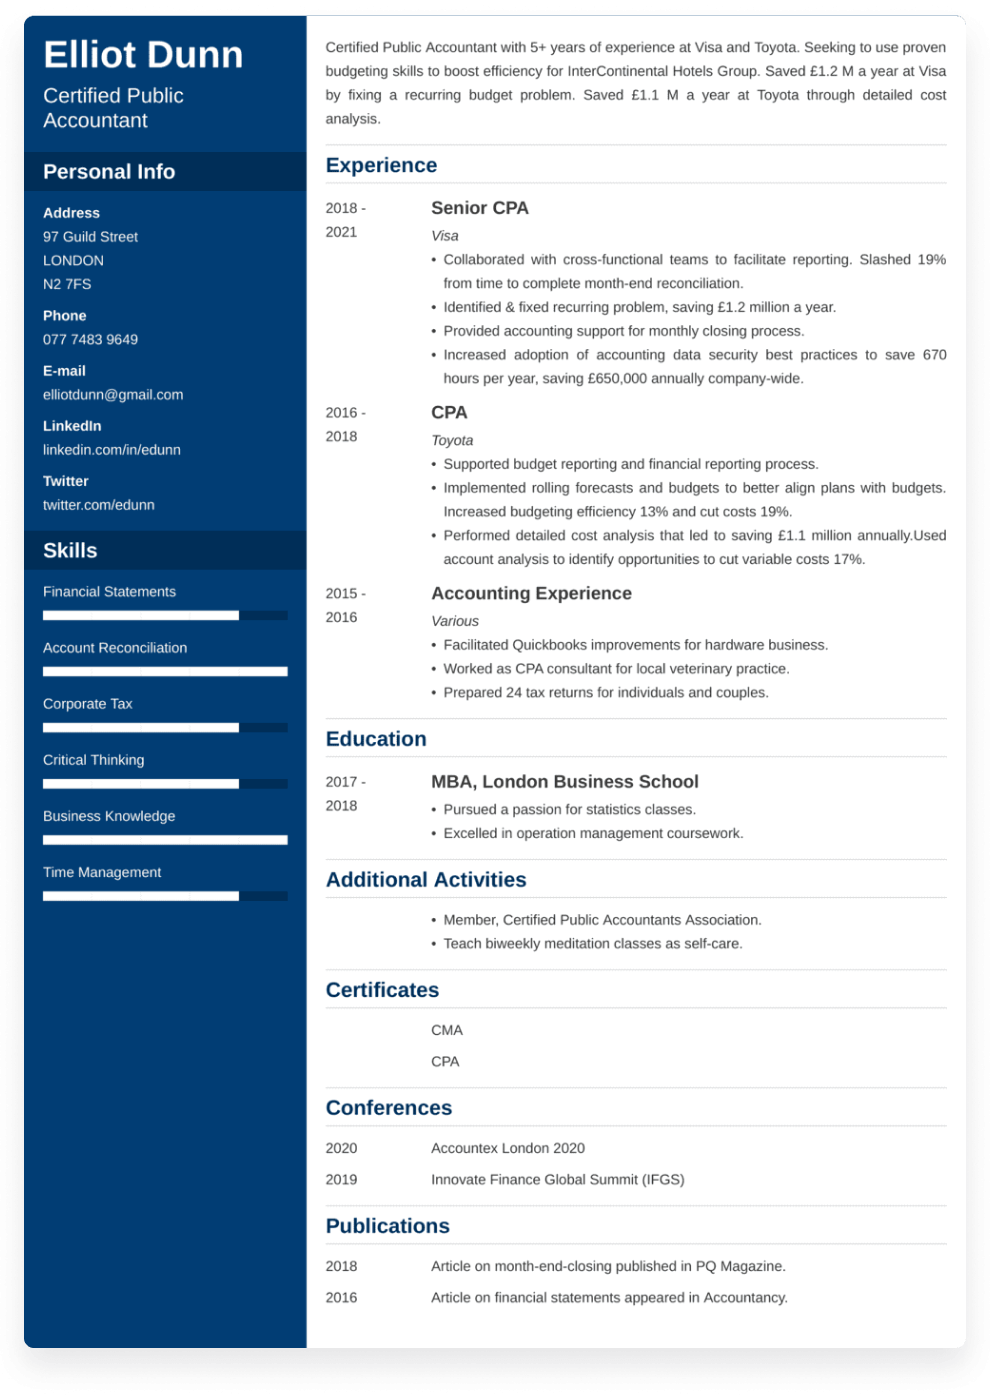 Elliot Dunn
Certified Public
Accountant
Personal Info
Address
97 Guild Street
LONDON
N2 7FS
Phone
077 7483 9649
E-mail
elliotdunn@gmail.com
LinkedIn
linkedin.com/in/edunn
Twitter
twitter.com/edunn
Skills
Financial Statements
Account Reconciliation
Corporate Tax
Critical Thinking
Business Knowledge
Time Management
Certified Public Accountant with 5+ years of experience at Visa and Toyota. Seeking to use proven
budgeting skills to boost efficiency for InterContinental Hotels Group. Saved £1.2 M a year at Visa
by fixing a recurring budget problem. Saved £1.1 M a year at Toyota through detailed cost
analysis.
Experience
2018 -
2021
Senior CPA
Visa
• Collaborated with cross-functional teams to facilitate reporting. Slashed 19%
from time to complete month-end reconciliation.
• Identified & fixed recurring problem, saving £1.2 million a year.
• Provided accounting support for monthly closing process.
• Increased adoption of accounting data security best practices to save 670
hours per year, saving £650,000 annually company-wide.
2016 -
2018
CPA
Toyota
• Supported budget reporting and financial reporting process.
• Implemented rolling forecasts and budgets to better align plans with budgets.
Increased budgeting efficiency 13% and cut costs 19%.
• Performed detailed cost analysis that led to saving £1.1 million annually.Used
account analysis to identify opportunities to cut variable costs 17%.
2015 -
2016
Accounting Experience
Various
• Facilitated Quickbooks improvements for hardware business.
• Worked as CPA consultant for local veterinary practice.
• Prepared 24 tax returns for individuals and couples.
Education
2017 -
2018
MBA, London Business School
• Pursued a passion for statistics classes.
• Excelled in operation management coursework.
Additional Activities
• Member, Certified Public Accountants Association.
• Teach biweekly meditation classes as self-care.
Certificates
CMA
CPA
Conferences
2020 Accountex London 2020
2019 Innovate Finance Global Summit (IFGS)
Publications
2018 Article on month-end-closing published in PQ Magazine.
2016 Article on financial statements appeared in Accountancy.